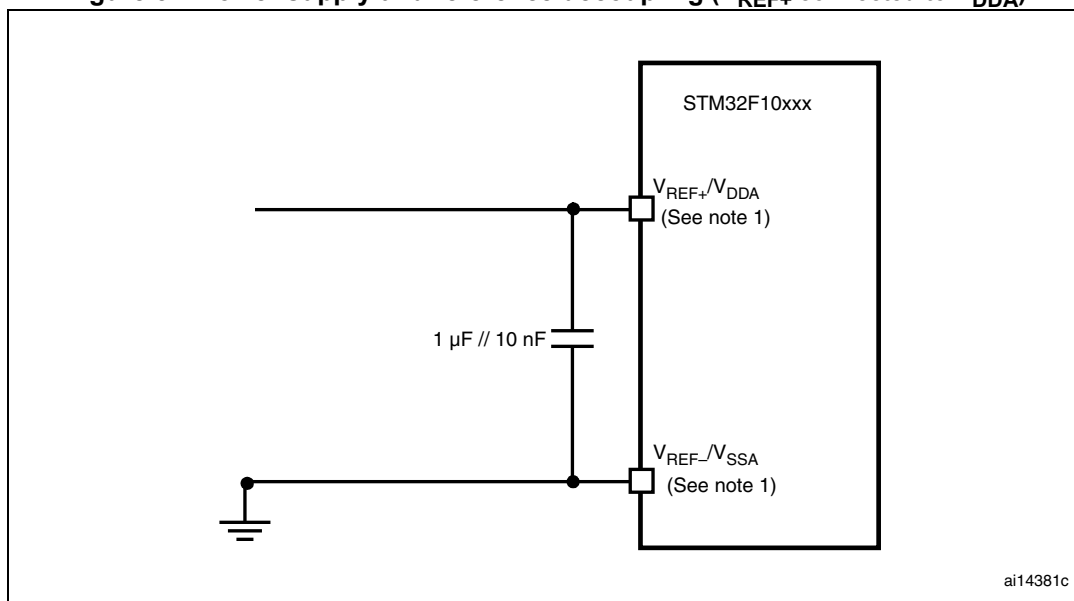 STM32F10xxx
VREF+/VDDA
(See note 1)
1 µF // 10 nF
VREF–/VSSA
(See note 1)
ai14381c